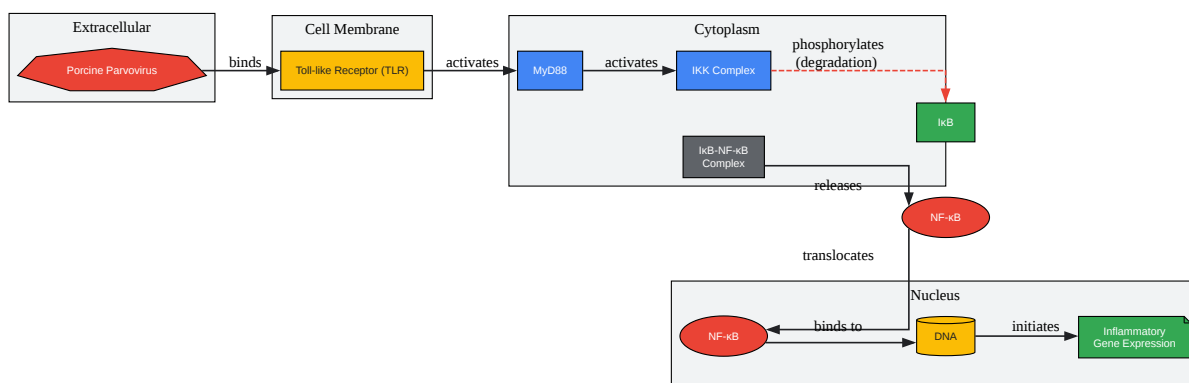 Extracellular
Porcine Parvovirus
binds
Cell Membrane
Toll-like Receptor (TLR)
activates
Cytoplasm
MyD88
activates
IKK Complex
phosphorylates
(degradation)
IκB
IκB-NF-κB
Complex
releases
NF-κB
translocates
Nucleus
NF-κB
binds to
DNA
initiates
Inflammatory
Gene Expression